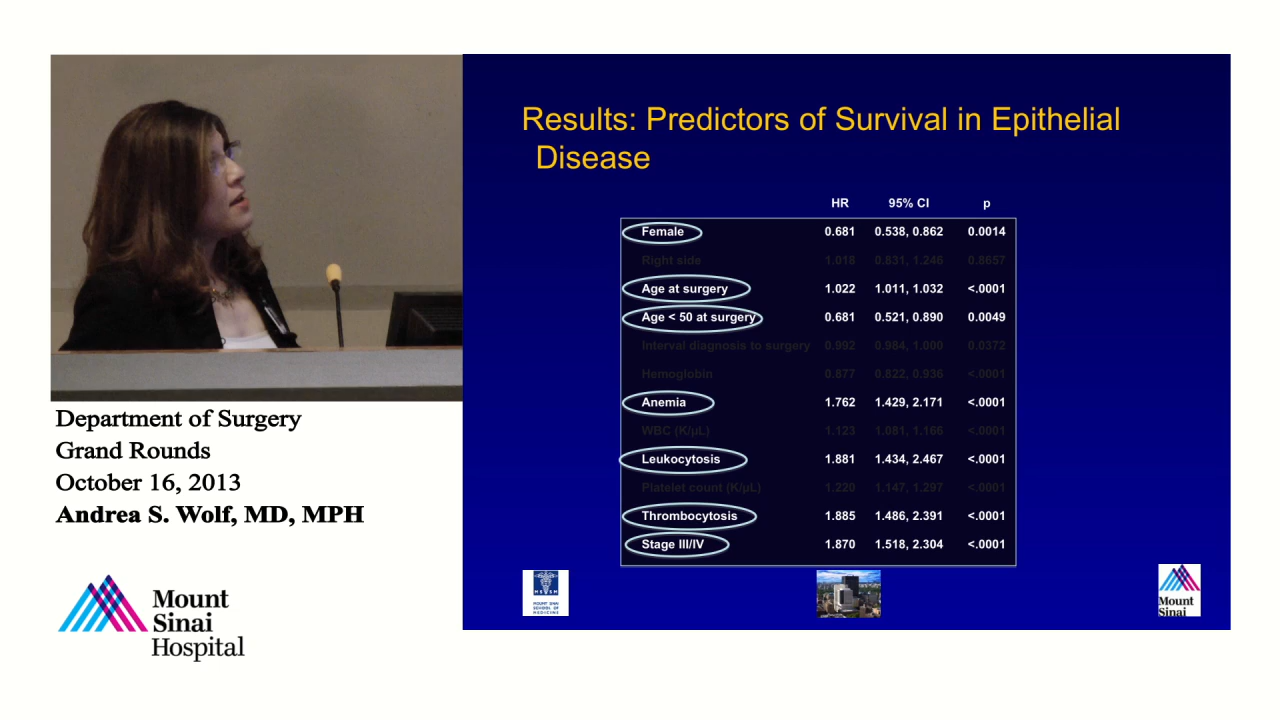 Results: Predictors of Survival in Epithelial
Disease
HR 95% CI p
Female 0.681 0.538, 0.862 0.0014
Right side 1.018 0.831, 1.246 0.8657
Age at surgery 1.022 1.011, 1.032 <.0001
Age < 50 at surgery 0.681 0.521, 0.890 0.0049
Interval diagnosis to surgery 0.992 0.984, 1.000 0.0372
Hemoglobin 0.877 0.822, 0.936 <.0001
Anemia 1.762 1.429, 2.171 <.0001
WBC (K/µL) 1.123 1.081, 1.166 <.0001
Leukocytosis 1.881 1.434, 2.467 <.0001
Platelet count (K/µL) 1.220 1.147, 1.297 <.0001
Thrombocytosis 1.885 1.486, 2.391 <.0001
Stage III/IV 1.870 1.518, 2.304 <.0001
MOUNT SINAI
SCHOOL OF
MEDICINE
Mount
Sinai
Department of Surgery
Grand Rounds
October 16, 2013
Andrea S. Wolf, MD, MPH
Mount
Sinai
Hospital